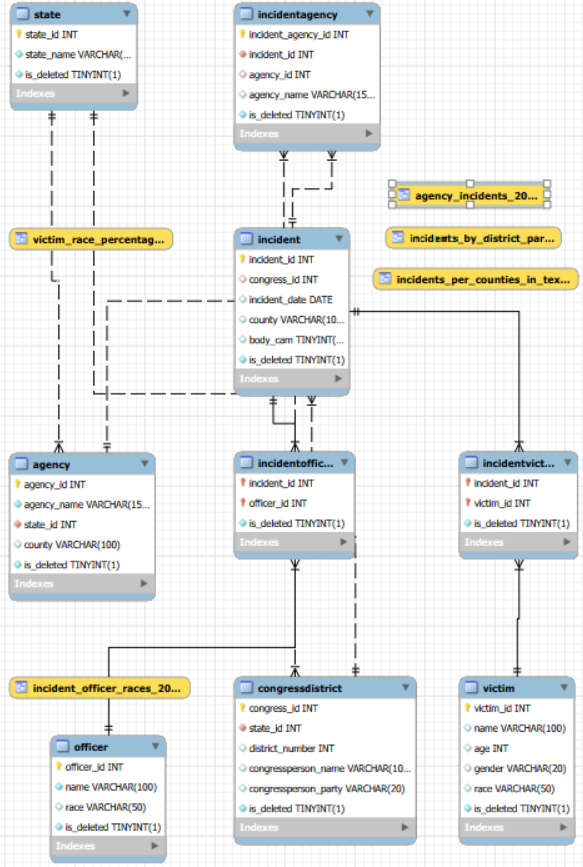 state
state_id INT
state_name VARCHAR(...
is_deleted TINYINT(1)
Indexes
incidentagency
incident_agency_id INT
incident_id INT
agency_id INT
agency_name VARCHAR(15...
is_deleted TINYINT(1)
Indexes
agency_incidents_20...
victim_race_percentag...
incidents_by_district_par...
incidents_per_counties_in_tex...
incident
incident_id INT
congress_id INT
incident_date DATE
county VARCHAR(10...
body_cam TINYINT(...
is_deleted TINYINT(1)
Indexes
agency
agency_id INT
agency_name VARCHAR(15...
state_id INT
county VARCHAR(100)
is_deleted TINYINT(1)
Indexes
incidentoffic...
incident_id INT
officer_id INT
is_deleted TINYINT(1)
Indexes
incidentvict...
incident_id INT
victim_id INT
is_deleted TINYINT(1)
Indexes
incident_officer_races_20...
officer
officer_id INT
name VARCHAR(100)
race VARCHAR(50)
is_deleted TINYINT(1)
Indexes
congressdistrict
congress_id INT
state_id INT
district_number INT
congressperson_name VARCHAR(10...
congressperson_party VARCHAR(20)
is_deleted TINYINT(1)
Indexes
victim
victim_id INT
name VARCHAR(100)
age INT
gender VARCHAR(20)
race VARCHAR(50)
is_deleted TINYINT(1)
Indexes